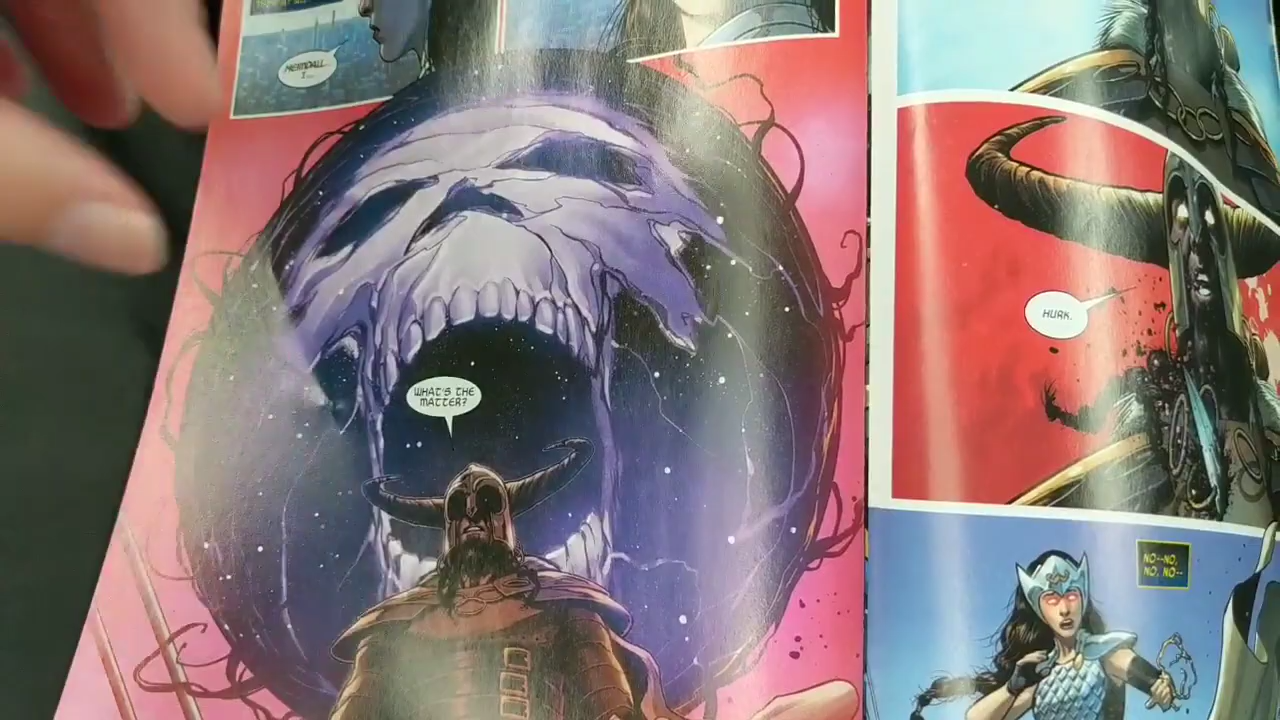 HEIMDALL.
I...
WHAT'S THE
MATTER?
HURK.
NO--NO,
NO, NO--